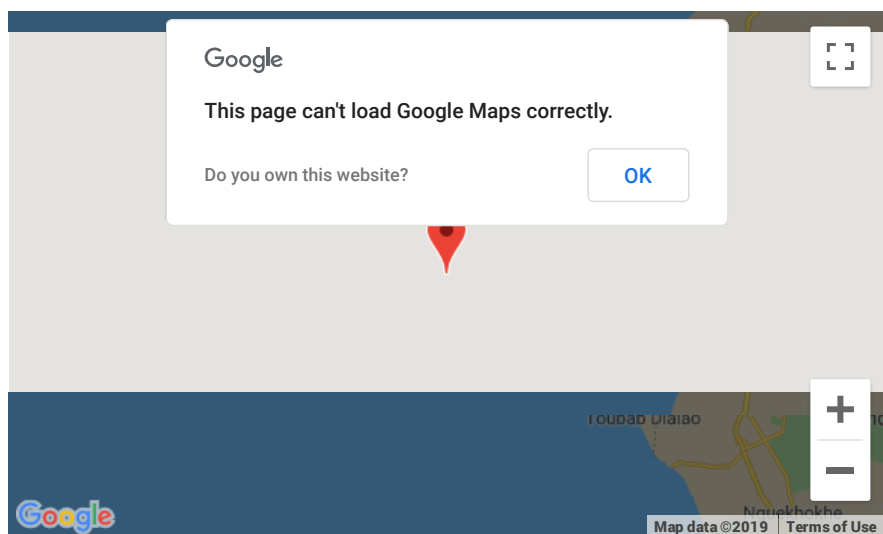 Google
This page can't load Google Maps correctly.
Do you own this website?
OK
Toubab Dialao
Nguekhokhe
Google
Map data ©2019
Terms of Use